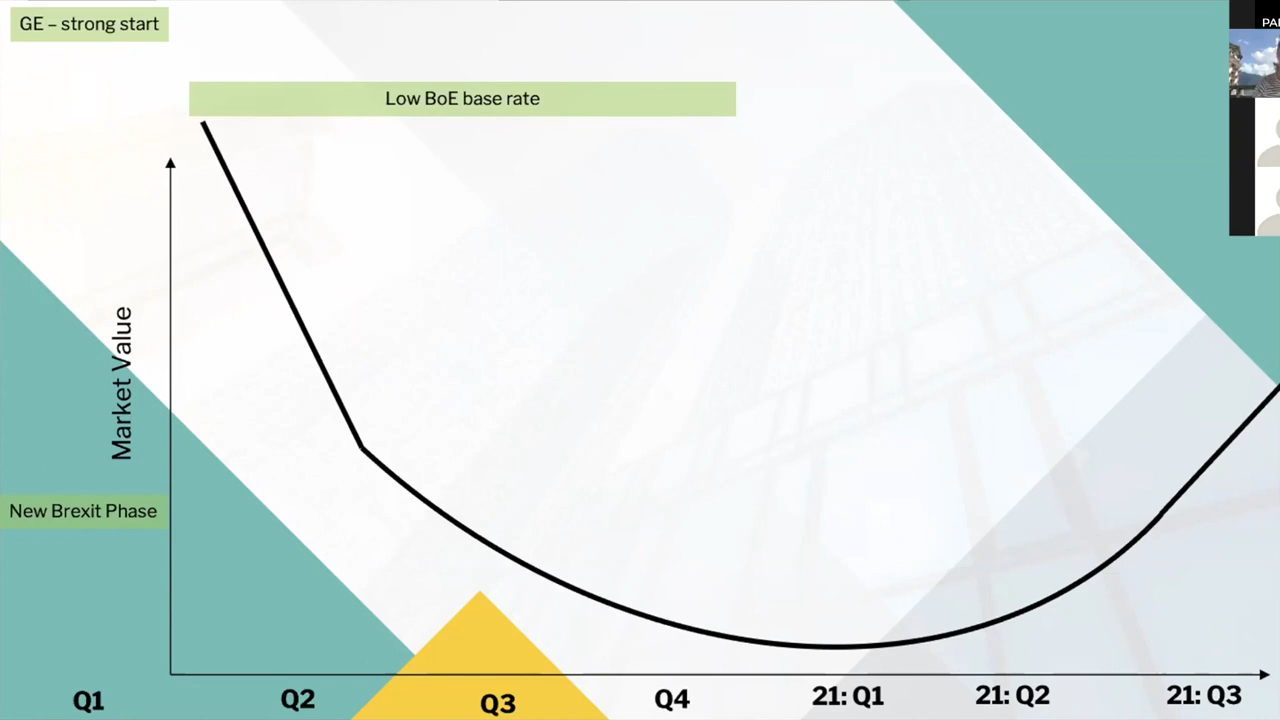 GE – strong start
Low BoE base rate
Market Value
New Brexit Phase
Q1
Q2
Q3
Q4
21: Q1
21: Q2
21: Q3